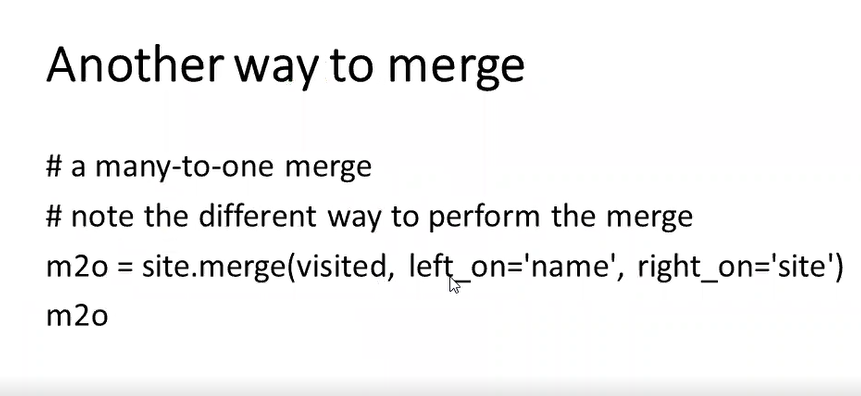 Another way to merge
# a many-to-one merge
# note the different way to perform the merge
m2o = site.merge(visited, left_on='name', right_on='site')
m2o